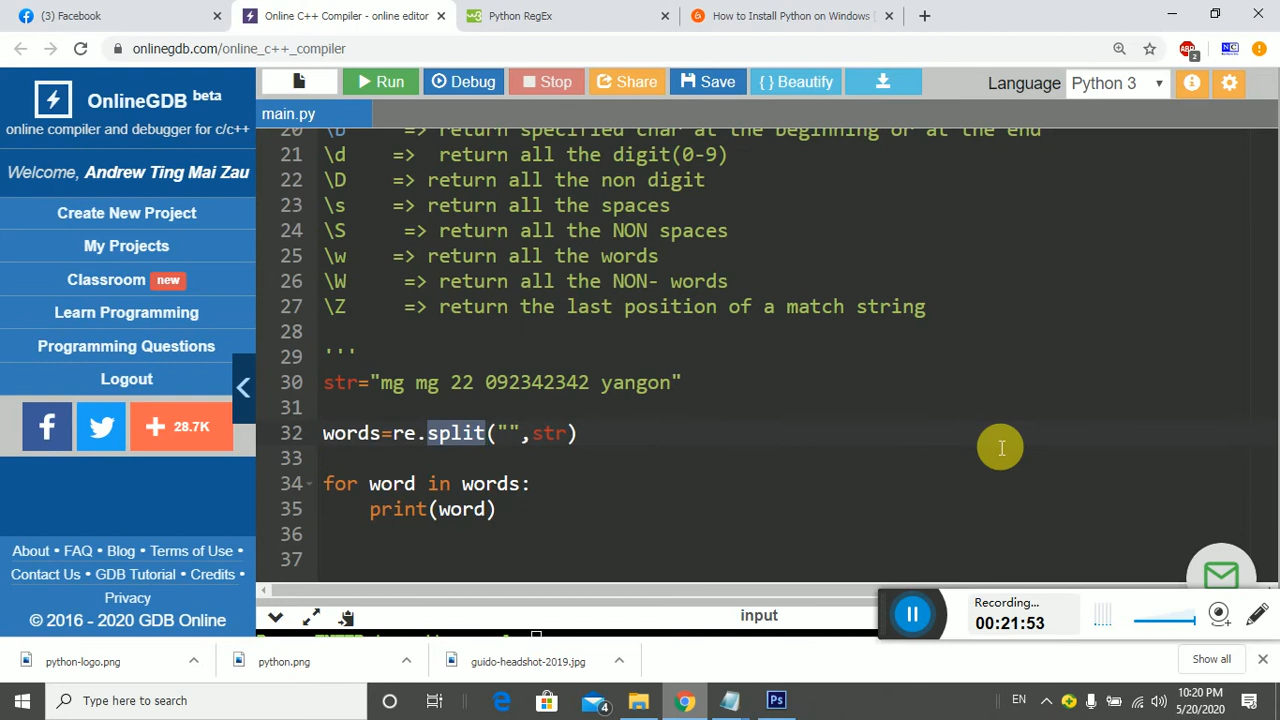 Facebook
Online C++ Compiler - online editor
Python RegEx
How to Install Python on Windows
onlinegdb.com/online_c++_compiler
2
OnlineGDB beta
online compiler and debugger for c/c++
Welcome, Andrew Ting Mai Zau
Create New Project
My Projects
Classroom new
Learn Programming
Programming Questions
Logout
28.7K
About • FAQ • Blog • Terms of Use •
Contact Us • GDB Tutorial • Credits •
Privacy
© 2016 - 2020 GDB Online
Run Debug Stop Share Save { } Beautify Language Python 3
main.py
20 \b => return specified char at the beginning or at the end
21 \d => return all the digit(0-9)
22 \D => return all the non digit
23 \s => return all the spaces
24 \S => return all the NON spaces
25 \w => return all the words
26 \W => return all the NON- words
27 \Z => return the last position of a match string
28
29 '''
30 str="mg mg 22 092342342 yangon"
31
32 words=re.split("",str)
33
34 for word in words:
35 print(word)
36
37
input
Recording...
00:21:53
python-logo.png
python.png
guido-headshot-2019.jpg
Show all
Type here to search
4
Ps
EN
10:20 PM
5/20/2020